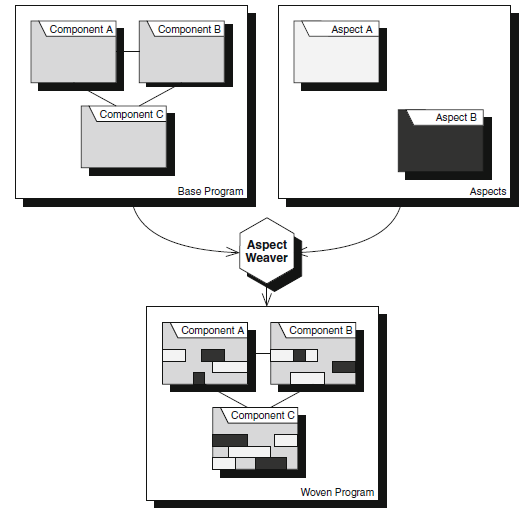 Component A
Component B
Component C
Base Program
Aspect A
Aspect B
Aspects
Aspect
Weaver
Component A
Component B
Component C
Woven Program